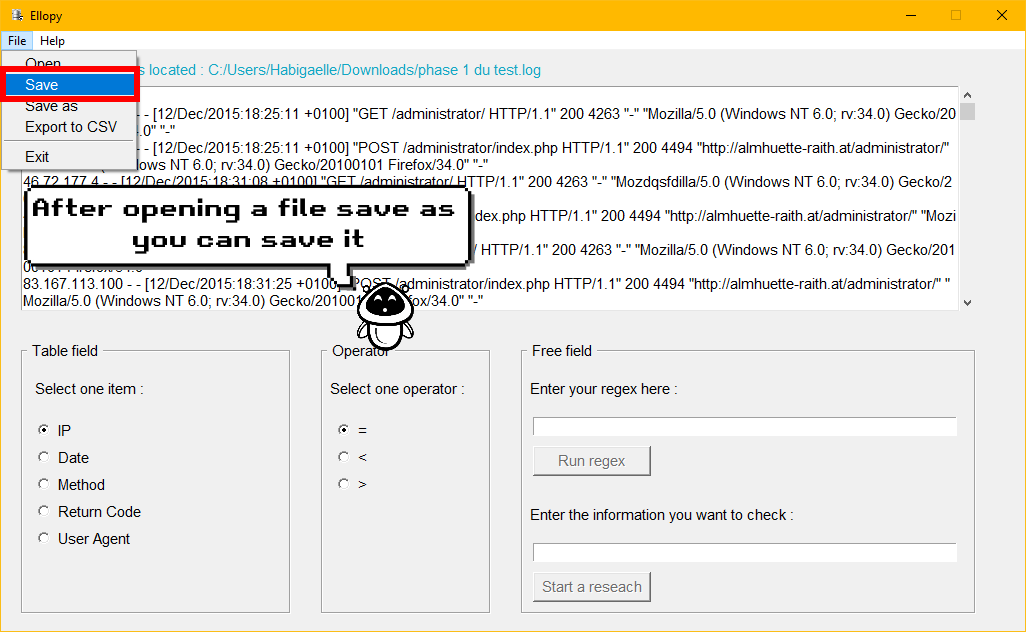 Ellopy
File Help
Open
Save
Save as
Export to CSV
Exit
s located : C:/Users/Habigaelle/Downloads/phase 1 du test.log
- - [12/Dec/2015:18:25:11 +0100] "GET /administrator/ HTTP/1.1" 200 4263 "-" "Mozilla/5.0 (Windows NT 6.0; rv:34.0) Gecko/20
.0" "-"
- - [12/Dec/2015:18:25:11 +0100] "POST /administrator/index.php HTTP/1.1" 200 4494 "http://almhuette-raith.at/administrator/"
ows NT 6.0; rv:34.0) Gecko/20100101 Firefox/34.0" "-"
46.72.177.4 - - [12/Dec/2015:18:31:08 +0100] "GET /administrator/ HTTP/1.1" 200 4263 "-" "Mozdqsfdilla/5.0 (Windows NT 6.0; rv:34.0) Gecko/2
dex.php HTTP/1.1" 200 4494 "http://almhuette-raith.at/administrator/" "Mozi
/ HTTP/1.1" 200 4263 "-" "Mozilla/5.0 (Windows NT 6.0; rv:34.0) Gecko/201
After opening a file save as
you can save it
83.167.113.100 - - [12/Dec/2015:18:31:25 +0100] "POST /administrator/index.php HTTP/1.1" 200 4494 "http://almhuette-raith.at/administrator/" "
Mozilla/5.0 (Windows NT 6.0; rv:34.0) Gecko/2010010 fox/34.0" "-"
Table field
Select one item :
IP
Date
Method
Return Code
User Agent
Operator
Select one operator :
=
<
>
Free field
Enter your regex here :
Run regex
Enter the information you want to check :
Start a reseach